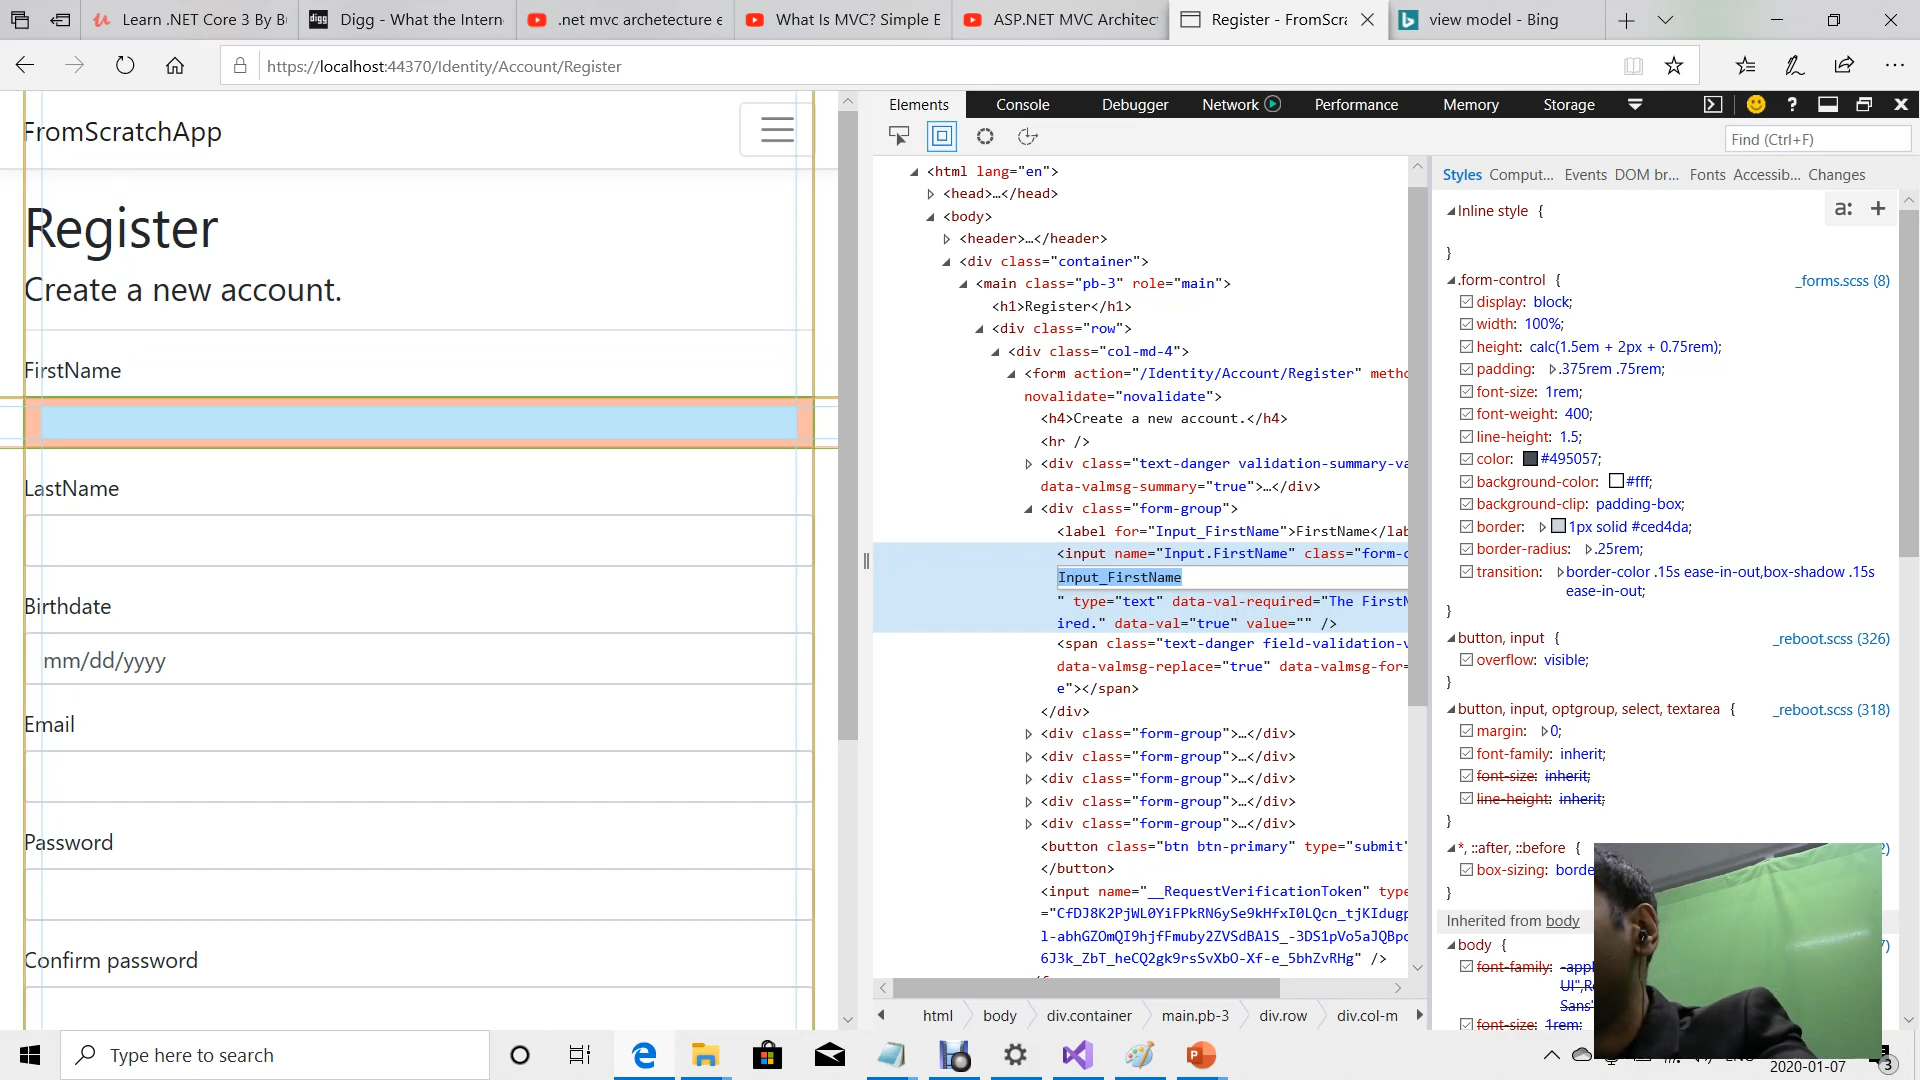 Learn .NET Core 3 By Bu
Digg - What the Intern
.net mvc archetecture e
What Is MVC? Simple E
ASP.NET MVC Architec
Register - FromScra
view model - Bing
https://localhost:44370/Identity/Account/Register
FromScratchApp
Register
Create a new account.
FirstName
LastName
Birthdate
mm/dd/yyyy
Email
Password
Confirm password
Elements
Console
Debugger
Network
Performance
Memory
Storage
Find (Ctrl+F)
<html lang="en">
<head>…</head>
<body>
<header>…</header>
<div class="container">
<main class="pb-3" role="main">
<h1>Register</h1>
<div class="row">
<div class="col-md-4">
<form action="/Identity/Account/Register" metho
novalidate="novalidate">
<h4>Create a new account.</h4>
<hr />
<div class="text-danger validation-summary-va
data-valmsg-summary="true">…</div>
<div class="form-group">
<label for="Input_FirstName">FirstName</lab
<input name="Input.FirstName" class="form-c
Input_FirstName
" type="text" data-val-required="The FirstN
ired." data-val="true" value="" />
<span class="text-danger field-validation-v
data-valmsg-replace="true" data-valmsg-for=
e"></span>
</div>
<div class="form-group">…</div>
<div class="form-group">…</div>
<div class="form-group">…</div>
<div class="form-group">…</div>
<div class="form-group">…</div>
<button class="btn btn-primary" type="submit"
</button>
<input name="__RequestVerificationToken" type
="CfDJ8K2PjWL0YiFPkRN6ySe9kHfxI0LQcn_tjKIdugp
l-abhGZOmQI9hjfFmuby2ZVSdBAlS_-3DS1pVo5aJQBpc
6J3k_ZbT_heCQ2gk9rsSvXbO-Xf-e_5bhZvRHg" />
html
body
div.container
main.pb-3
div.row
div.col-m
Styles Comput... Events DOM br... Fonts Accessib... Changes
Inline style {
a: +
}
.form-control { _forms.scss (8)
display: block;
width: 100%;
height: calc(1.5em + 2px + 0.75rem);
padding: .375rem .75rem;
font-size: 1rem;
font-weight: 400;
line-height: 1.5;
color: #495057;
background-color: #fff;
background-clip: padding-box;
border: 1px solid #ced4da;
border-radius: .25rem;
transition: border-color .15s ease-in-out,box-shadow .15s
ease-in-out;
}
button, input { _reboot.scss (326)
overflow: visible;
}
button, input, optgroup, select, textarea { _reboot.scss (318)
margin: 0;
font-family: inherit;
font-size: inherit;
line-height: inherit;
}
*, ::after, ::before {
box-sizing: borde
}
Inherited from body
body {
font-family: -appl
UI",R
Sans"
font-size: 1rem;
Type here to search
2020-01-07
3